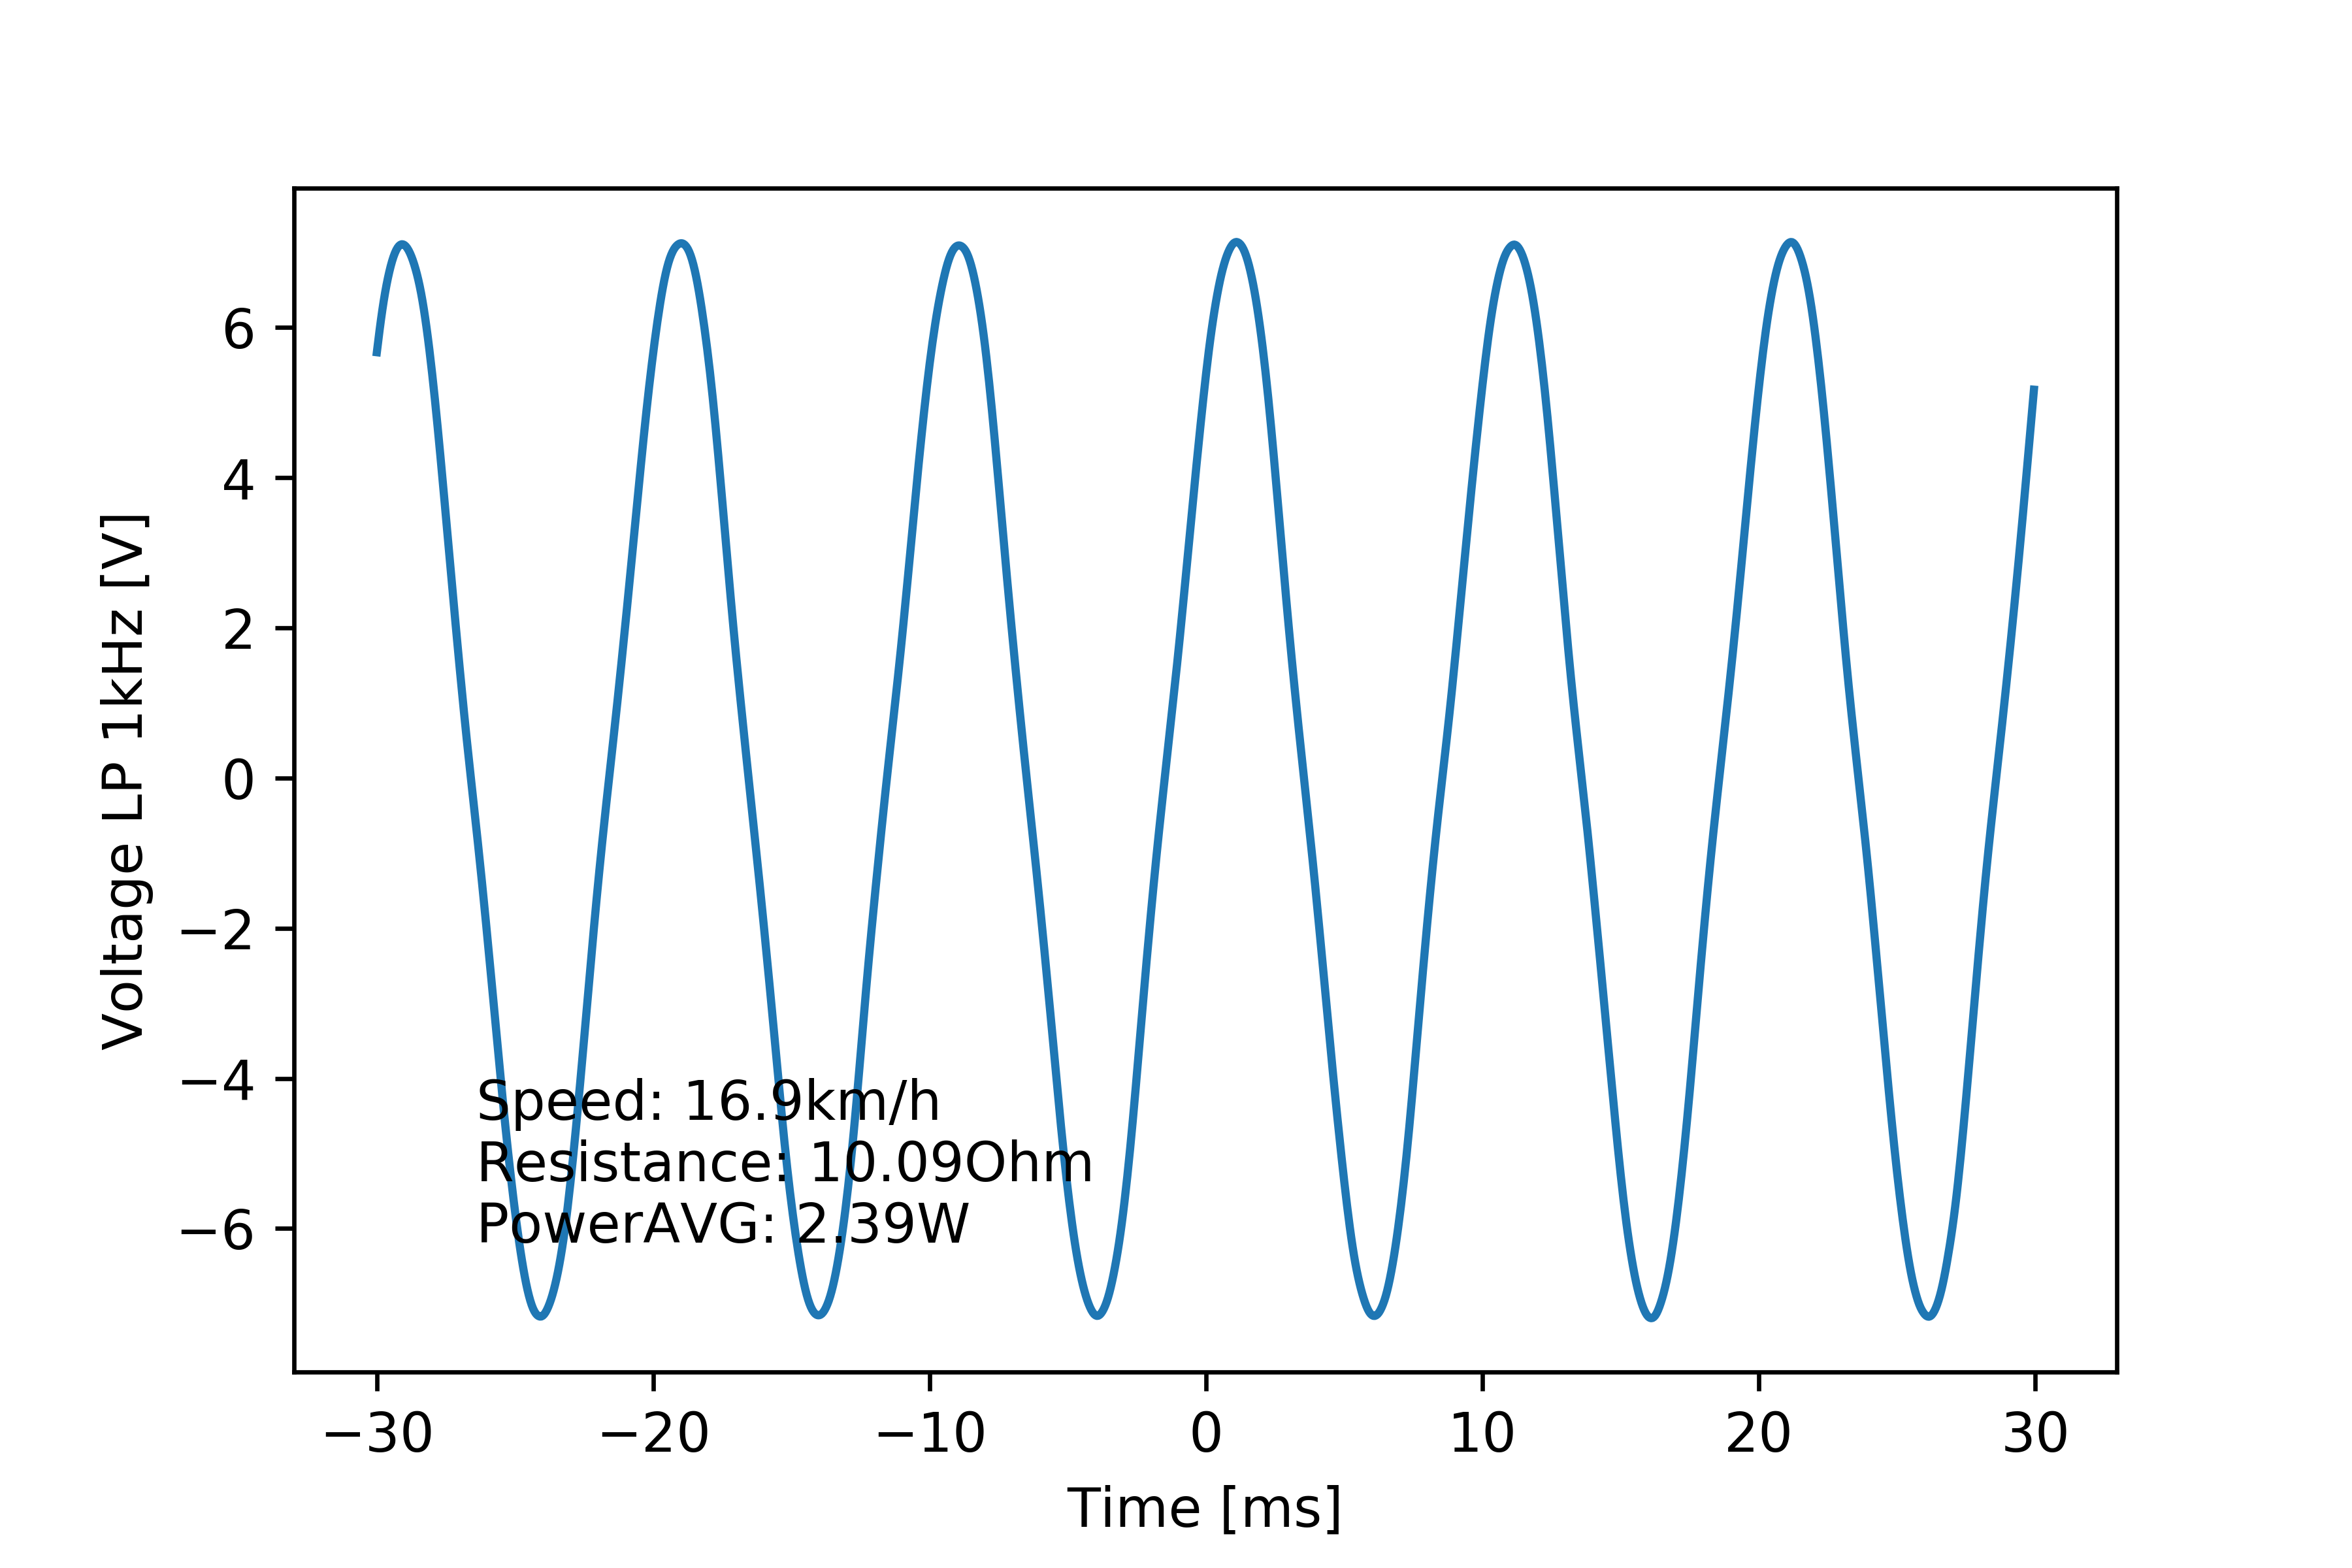 Voltage LP 1kHz [V]
6
4
2
0
−2
−4
−6
Speed: 16.9km/h
Resistance: 10.09Ohm
PowerAVG: 2.39W
−30 −20 −10 0 10 20 30
Time [ms]